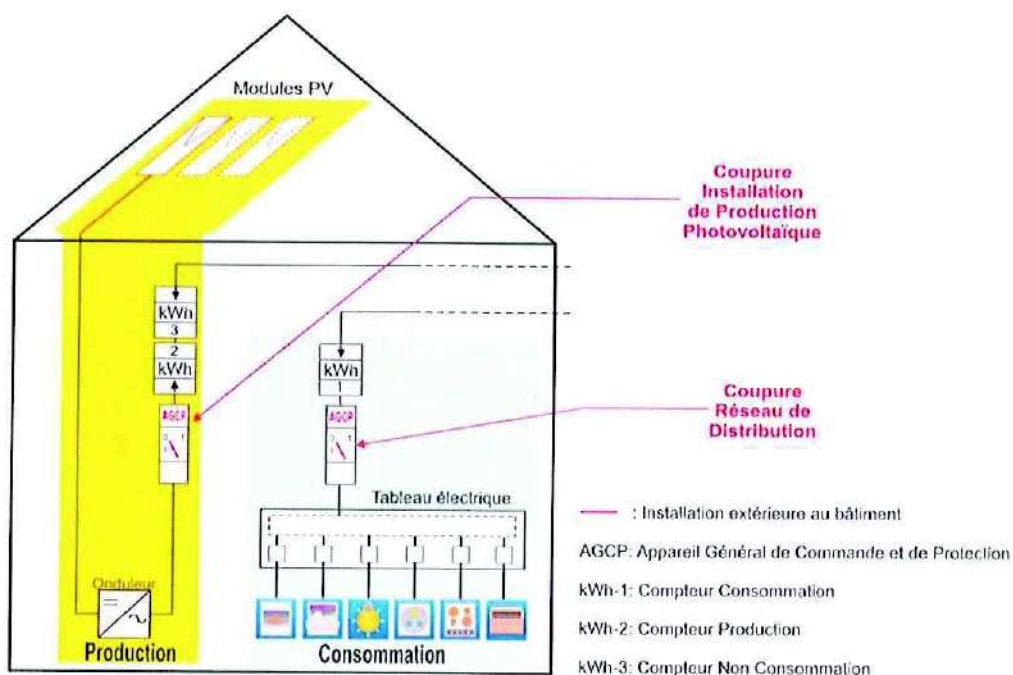 Modules PV
Coupure
Installation
de Production
Photovoltaïque
kWh
3
2
kWh
kWh
AGCP
AGCP
Coupure
Réseau de
Distribution
Tableau électrique
: Installation extérieure au bâtiment
AGCP: Appareil Général de Commande et de Protection
Onduleur
kWh-1: Compteur Consommation
kWh-2: Compteur Production
Production
Consommation
kWh-3: Compteur Non Consommation